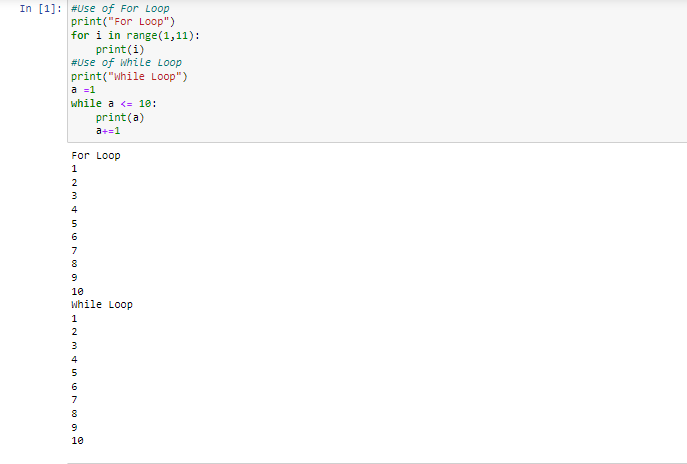 In [1]: #Use of For Loop
print("For Loop")
for i in range(1,11):
    print(i)
#Use of While Loop
print("While Loop")
a =1
while a <= 10:
    print(a)
    a+=1
For Loop
1
2
3
4
5
6
7
8
9
10
While Loop
1
2
3
4
5
6
7
8
9
10